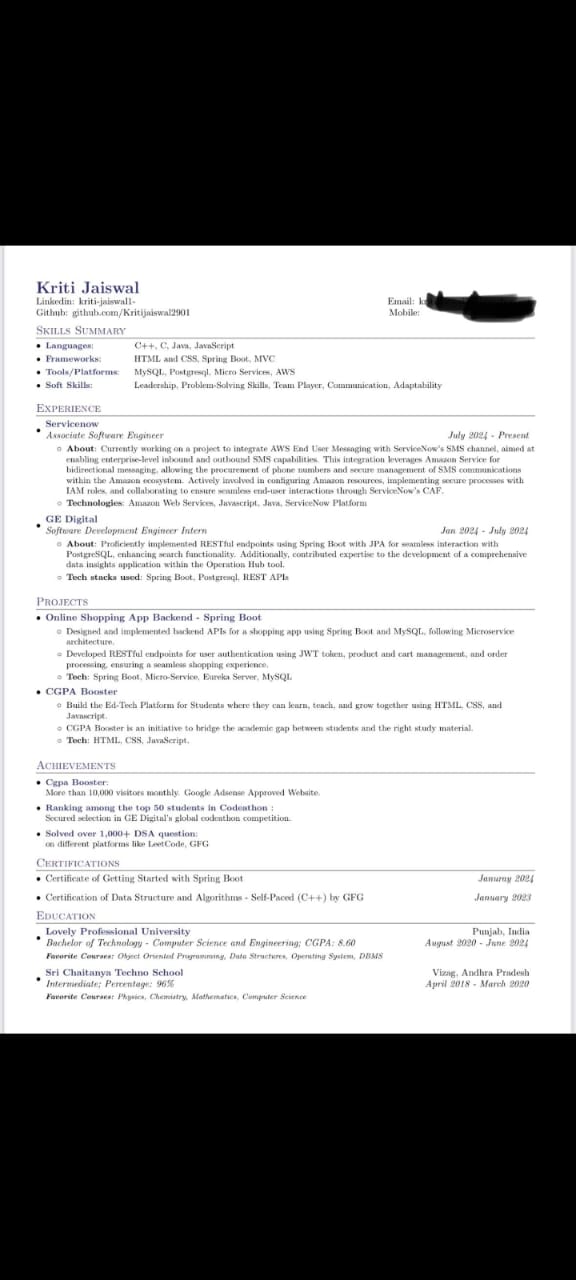 Kriti Jaiswal
Linkedin: kriti-jaiswal1-
Email:
Github: github.com/Kritijaiswal2901
Mobile:
SKILLS SUMMARY
• Languages: C++, C, Java, JavaScript
• Frameworks: HTML and CSS, Spring Boot, MVC
• Tools/Platforms: MySQL, Postgresql, Micro Services, AWS
• Soft Skills: Leadership, Problem-Solving Skills, Team Player, Communication, Adaptability
EXPERIENCE
• Servicenow
Associate Software Engineer July 2024 - Present
◦ About: Currently working on a project to integrate AWS End User Messaging with ServiceNow's SMS channel, aimed at
enabling enterprise-level inbound and outbound SMS capabilities. This integration leverages Amazon Service for
bidirectional messaging, allowing the procurement of phone numbers and secure management of SMS communications
within the Amazon ecosystem. Actively involved in configuring Amazon resources, implementing secure processes with
IAM roles, and collaborating to ensure seamless end-user interactions through ServiceNow's CAF.
◦ Technologies: Amazon Web Services, Javascript, Java, ServiceNow Platform
• GE Digital
Software Development Engineer Intern Jan 2024 - July 2024
◦ About: Proficiently implemented RESTful endpoints using Spring Boot with JPA for seamless interaction with
PostgreSQL, enhancing search functionality. Additionally, contributed expertise to the development of a comprehensive
data insights application within the Operation Hub tool.
◦ Tech stacks used: Spring Boot, Postgresql, REST APIs
PROJECTS
• Online Shopping App Backend - Spring Boot
◦ Designed and implemented backend APIs for a shopping app using Spring Boot and MySQL, following Microservice
architecture.
◦ Developed RESTful endpoints for user authentication using JWT token, product and cart management, and order
processing, ensuring a seamless shopping experience.
◦ Tech: Spring Boot, Micro-Service, Eureka Server, MySQL
• CGPA Booster
◦ Build the Ed-Tech Platform for Students where they can learn, teach, and grow together using HTML, CSS, and
Javascript.
◦ CGPA Booster is an initiative to bridge the academic gap between students and the right study material.
◦ Tech: HTML, CSS, JavaScript.
ACHIEVEMENTS
• Cgpa Booster:
More than 10,000 visitors monthly. Google Adsense Approved Website.
• Ranking among the top 50 students in Codeathon :
Secured selection in GE Digital's global codeathon competition.
• Solved over 1,000+ DSA question:
on different platforms like LeetCode, GFG
CERTIFICATIONS
• Certificate of Getting Started with Spring Boot Januray 2024
• Certification of Data Structure and Algorithms - Self-Paced (C++) by GFG January 2023
EDUCATION
• Lovely Professional University Punjab, India
Bachelor of Technology - Computer Science and Engineering; CGPA: 8.60 August 2020 - June 2024
Favorite Courses: Object Oriented Programming, Data Structures, Operating System, DBMS
• Sri Chaitanya Techno School Vizag, Andhra Pradesh
Intermediate; Percentage: 96% April 2018 - March 2020
Favorite Courses: Physics, Chemistry, Mathematics, Computer Science